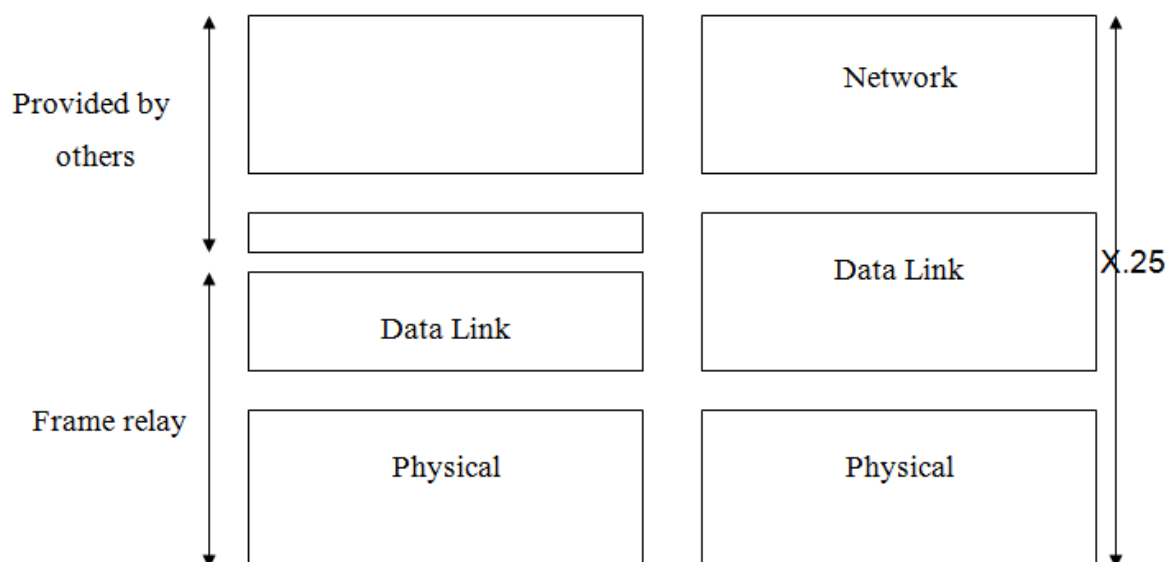 Network
Provided by
others
Data Link
X.25
Data Link
Frame relay
Physical
Physical